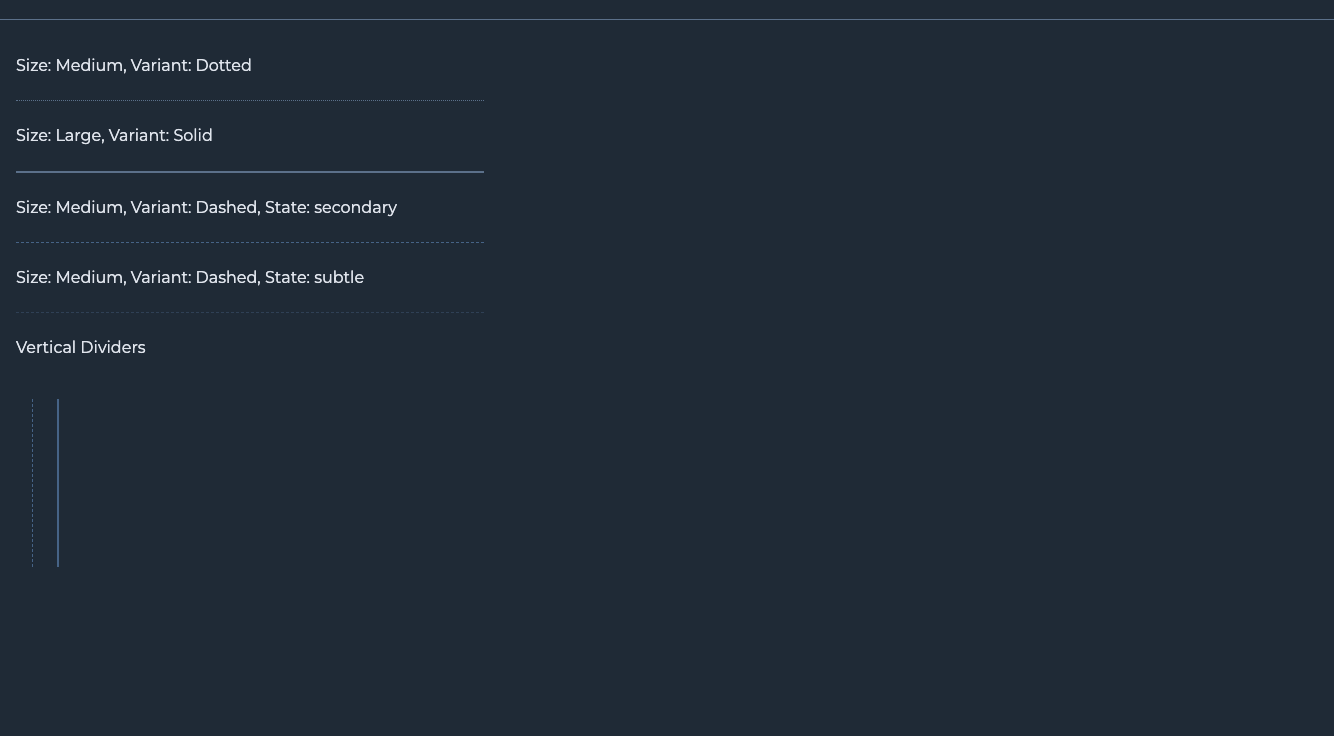 Size: Medium, Variant: Dotted
Size: Large, Variant: Solid
Size: Medium, Variant: Dashed, State: secondary
Size: Medium, Variant: Dashed, State: subtle
Vertical Dividers